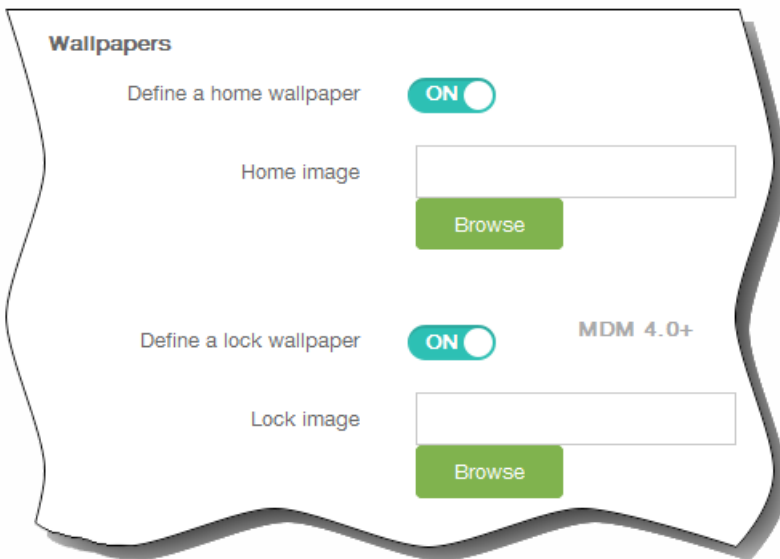 Wallpapers
Define a home wallpaper ON
Home image
Browse
Define a lock wallpaper ON MDM 4.0+
Lock image
Browse